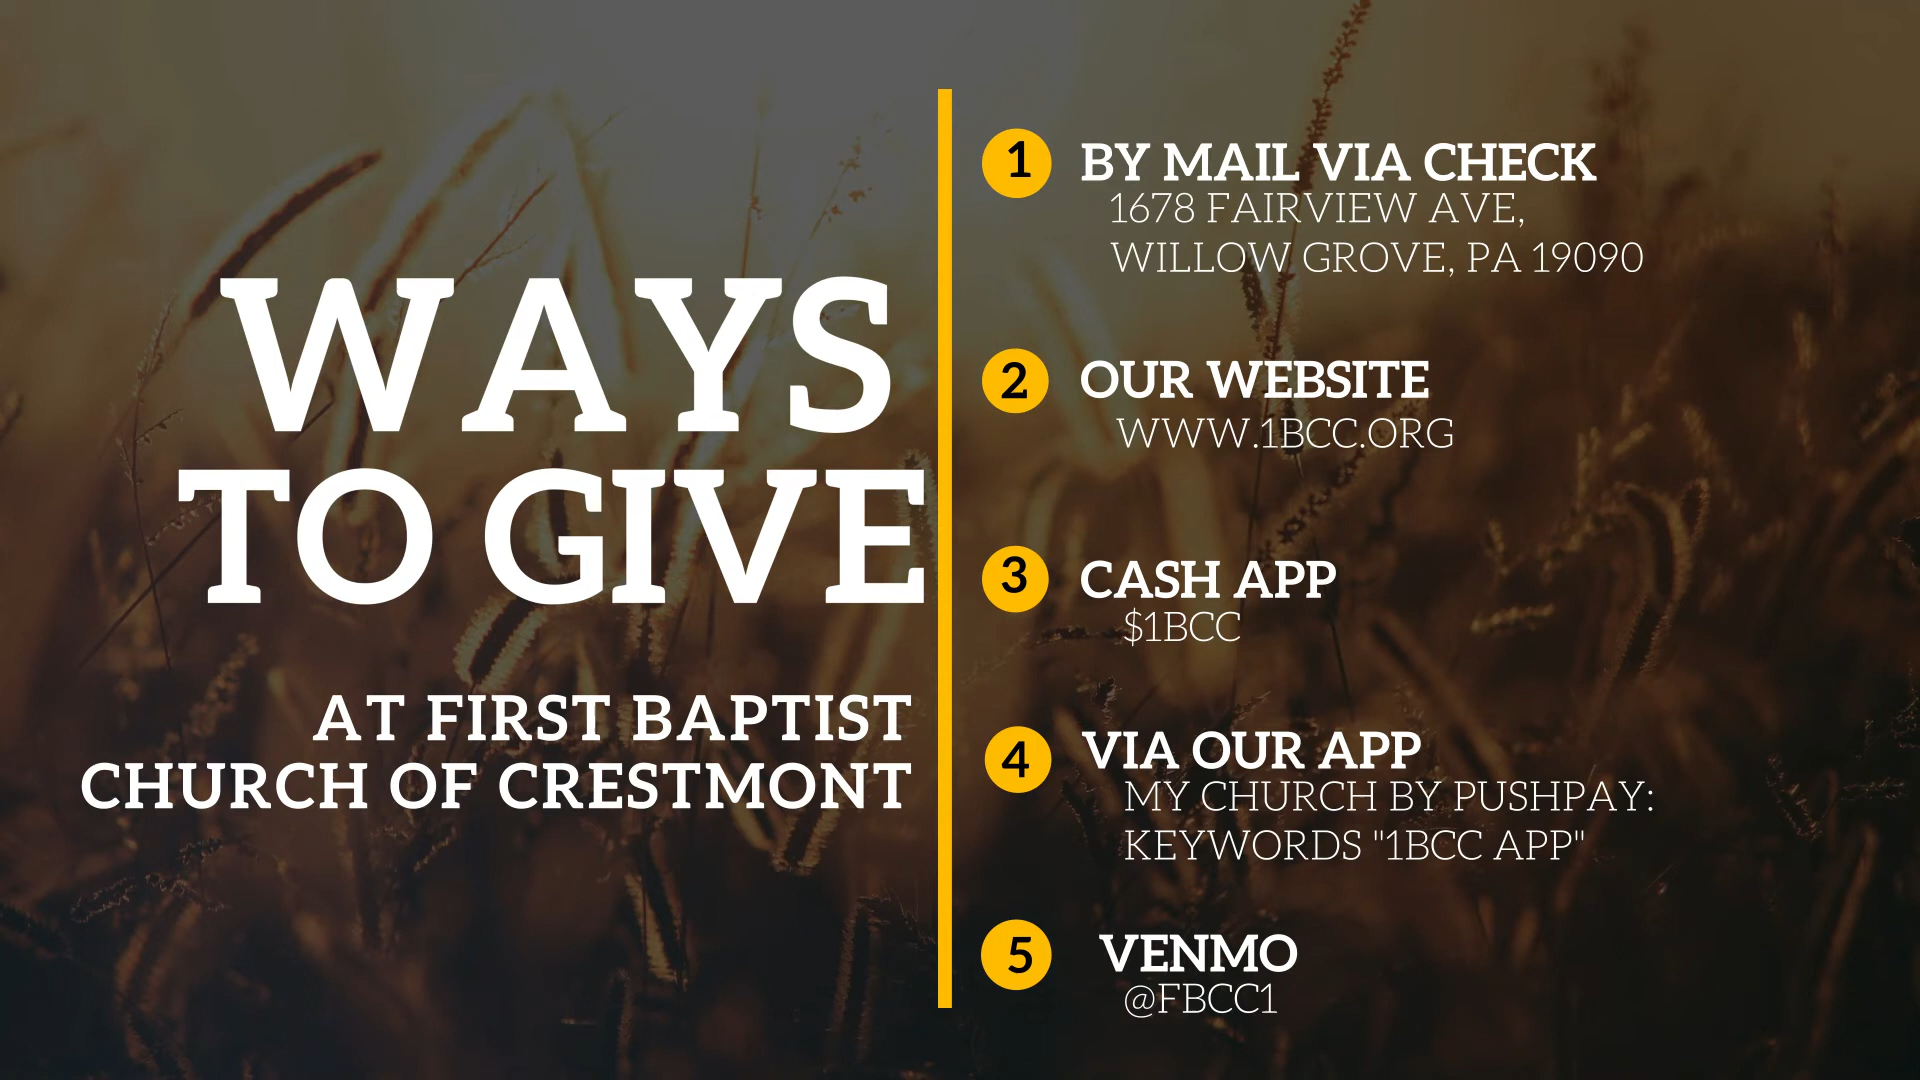 WAYS
TO GIVE
AT FIRST BAPTIST
CHURCH OF CRESTMONT
1 BY MAIL VIA CHECK
1678 FAIRVIEW AVE,
WILLOW GROVE, PA 19090
2 OUR WEBSITE
WWW.1BCC.ORG
3 CASH APP
$1BCC
4 VIA OUR APP
MY CHURCH BY PUSHPAY:
KEYWORDS "1BCC APP"
5 VENMO
@FBCC1